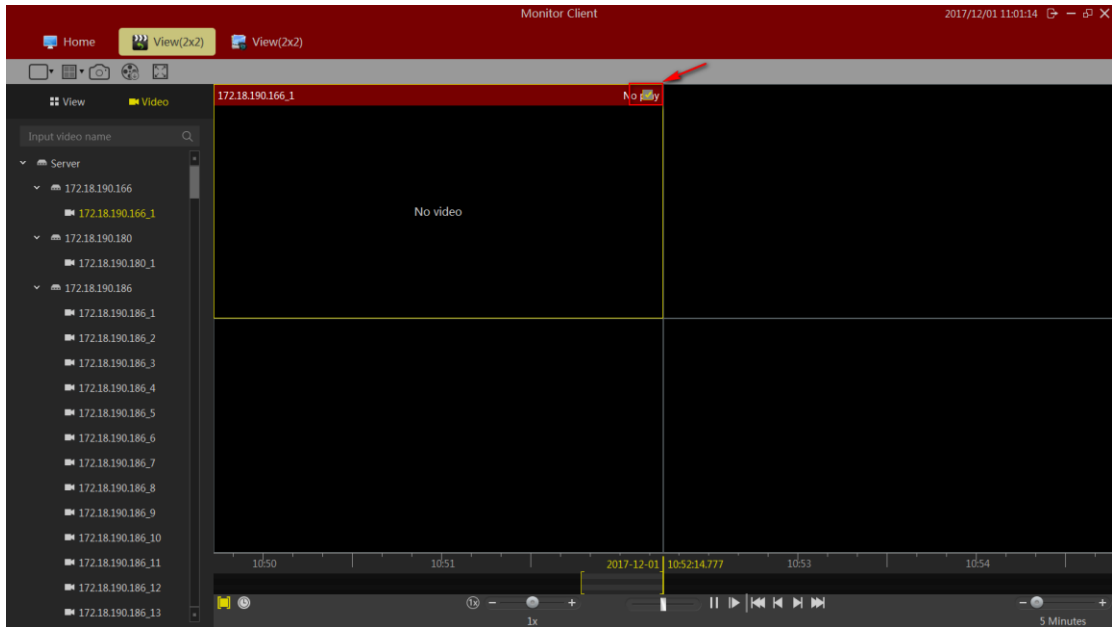 Monitor Client
2017/12/01 11:01:14
Home
View(2x2)
View(2x2)
View
Video
172.18.190.166_1
Input video name
Server
172.18.190.166
172.18.190.166_1
172.18.190.180
172.18.190.180_1
172.18.190.186
172.18.190.186_1
172.18.190.186_2
172.18.190.186_3
172.18.190.186_4
172.18.190.186_5
172.18.190.186_6
172.18.190.186_7
172.18.190.186_8
172.18.190.186_9
172.18.190.186_10
172.18.190.186_11
172.18.190.186_12
172.18.190.186_13
No video
10:50
10:51
2017-12-01 10:52:14.777
10:53
10:54
1x
1x
5 Minutes